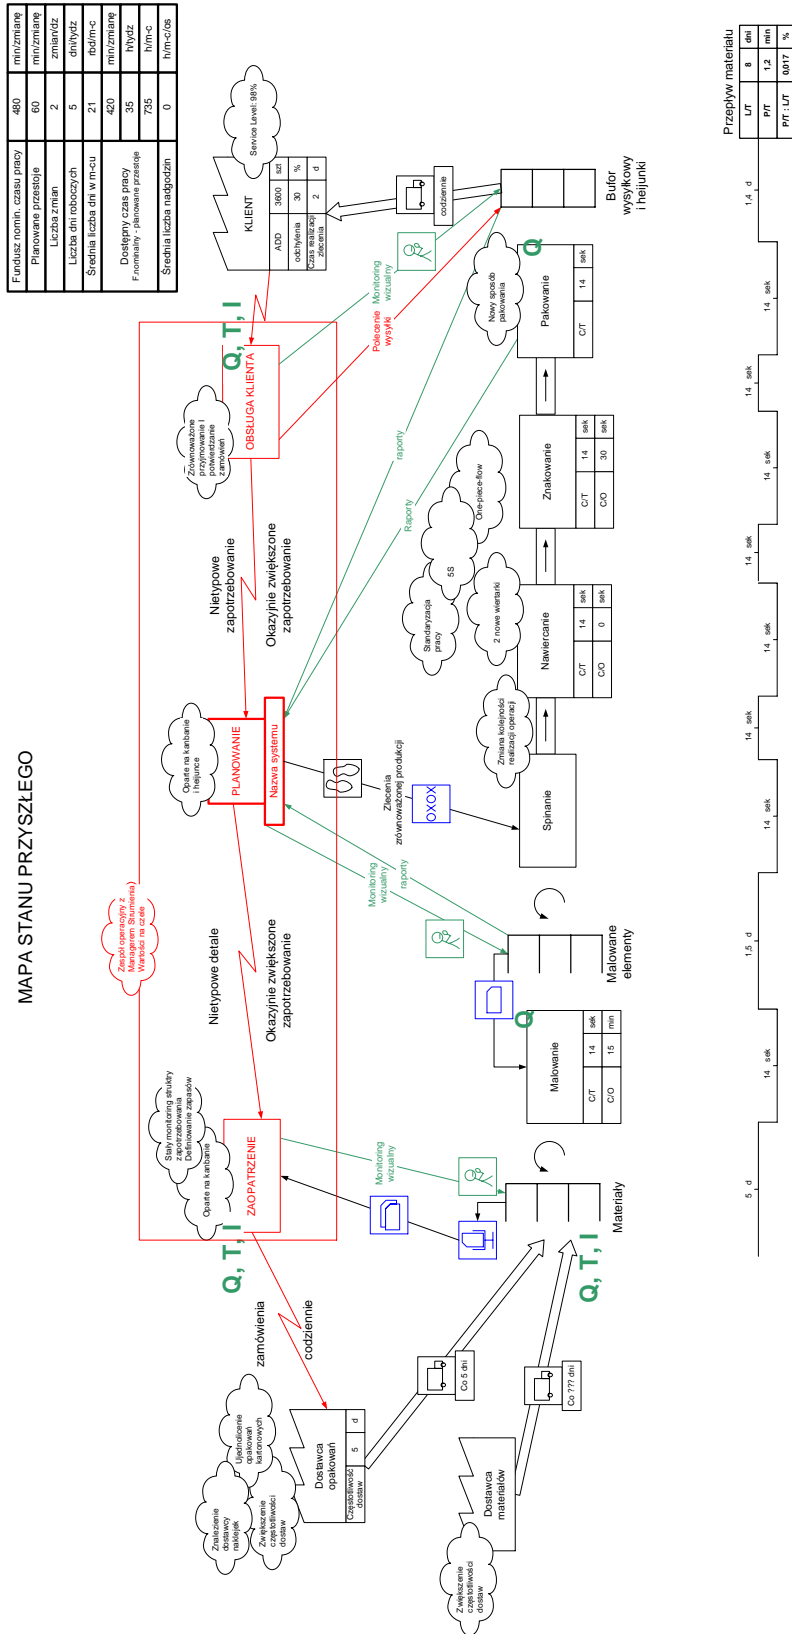 MAPA STANU PRZYSZŁEGO
Fundusz nomin. czasu pracy 480 min/zmianę
Planowane przestoje 60 min/zmianę
Liczba zmian 2 zmian/dz
Liczba dni roboczych 5 dni/tydz
Średnia liczba dni w m-cu 21 rbd/m-c
Dostępny czas pracy 420 min/zmianę
F.nominalny - planowane przestoje 35 h/tydz
735 h/m-c
Średnia liczba nadgodzin 0 h/m-c/os
Znalezienie
dostawcy
naklejek
Ujednolicenie
opakowań
kartonowych
Zwiększenie
częstotliwości
dostaw
Dostawca
opakowań
Częstotliwość
dostaw
5 d
zamówienia
codziennie
Zwiększenie
częstotliwości
dostaw
Dostawca
materiałów
Co 5 dni
Co ??? dni
Q, T, I
Q, T, I
Stały monitoring struktry
zapotrzebowania
Definiowanie zapasów
Oparte na kanbanie
ZAOPATRZENIE
Zespół operacyjny z
Managerem Strumienia)
Wartości na czele
Nietypowe detale
Okazyjnie zwiększone
zapotrzebowanie
Oparte na kanbanie
i heijunce
PLANOWANIE
Nazwa systemu
Nietypowe
zapotrzebowanie
Okazyjnie zwiększone
zapotrzebowanie
Zrównoważone
przyjmowanie I
potwierdzanie
zamówień
OBSŁUGA KLIENTA
Q, T, I
Service Level: 98%
KLIENT
ADD 3600 szt
odchylenia 30 %
Czas realizacji
zlecenia
2 d
Monitoring
wizualny
Monitoring
wizualny
raporty
Zlecenia
zrównoważonej produkcji
OXOX
raporty
Raporty
Monitoring
wizualny
Polecenie
wysyłki
codziennie
Materiały
Q
Malowanie
C/T 14 sek
C/O 15 min
Malowane
elementy
Spinanie
Zmiana kolejności
realizacji operacji
Standaryzacja
pracy
5S
One-piece-flow
2 nowe wiertarki
Nawiercanie
C/T 14 sek
C/O 0 sek
Znakowanie
C/T 14 sek
C/O 30 sek
Nowy sposób
pakowania
Q
Pakowanie
C/T 14 sek
Bufor
wysyłkowy
i heijunki
5 d
14 sek
1,5 d
14 sek
14 sek
14 sek
14 sek
14 sek
14 sek
14 sek
1,4 d
Przepływ materiału
L/T 8 dni
P/T 1,2 min
P/T : L/T 0,017 %